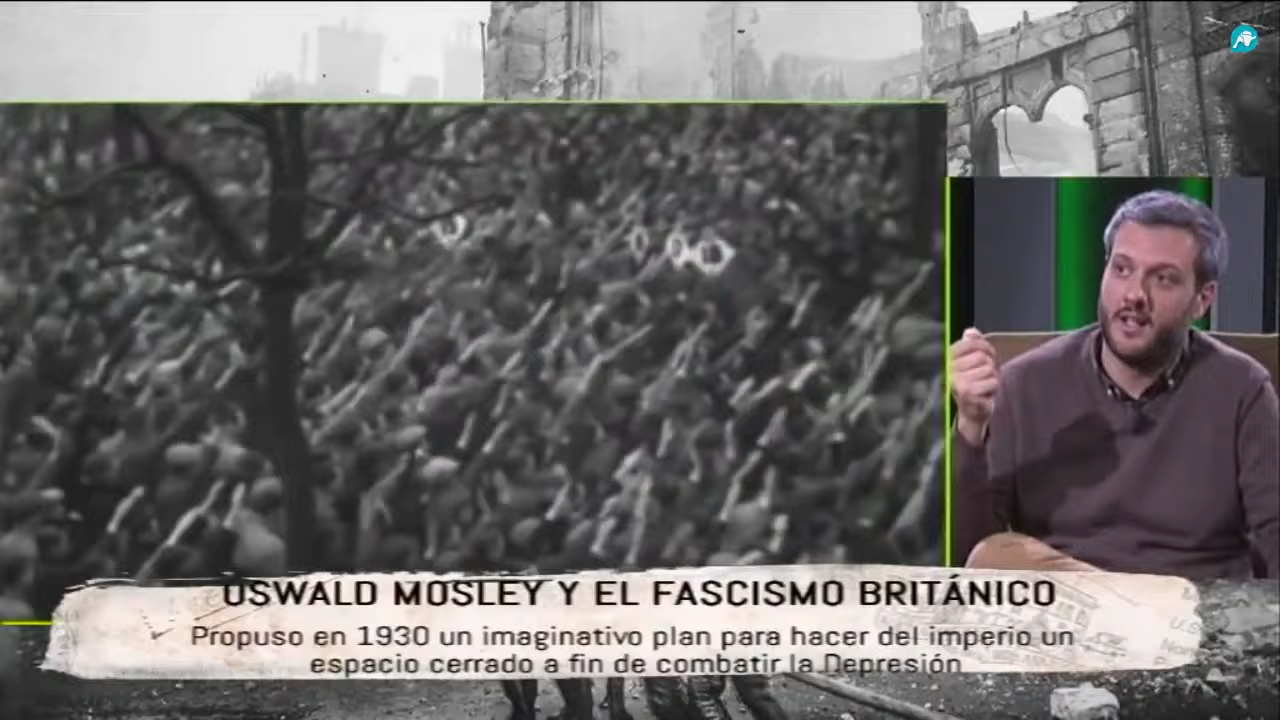 OSWALD MOSLEY Y EL FASCISMO BRITÁNICO
Propuso en 1930 un imaginativo plan para hacer del imperio un
espacio cerrado a fin de combatir la Depresión